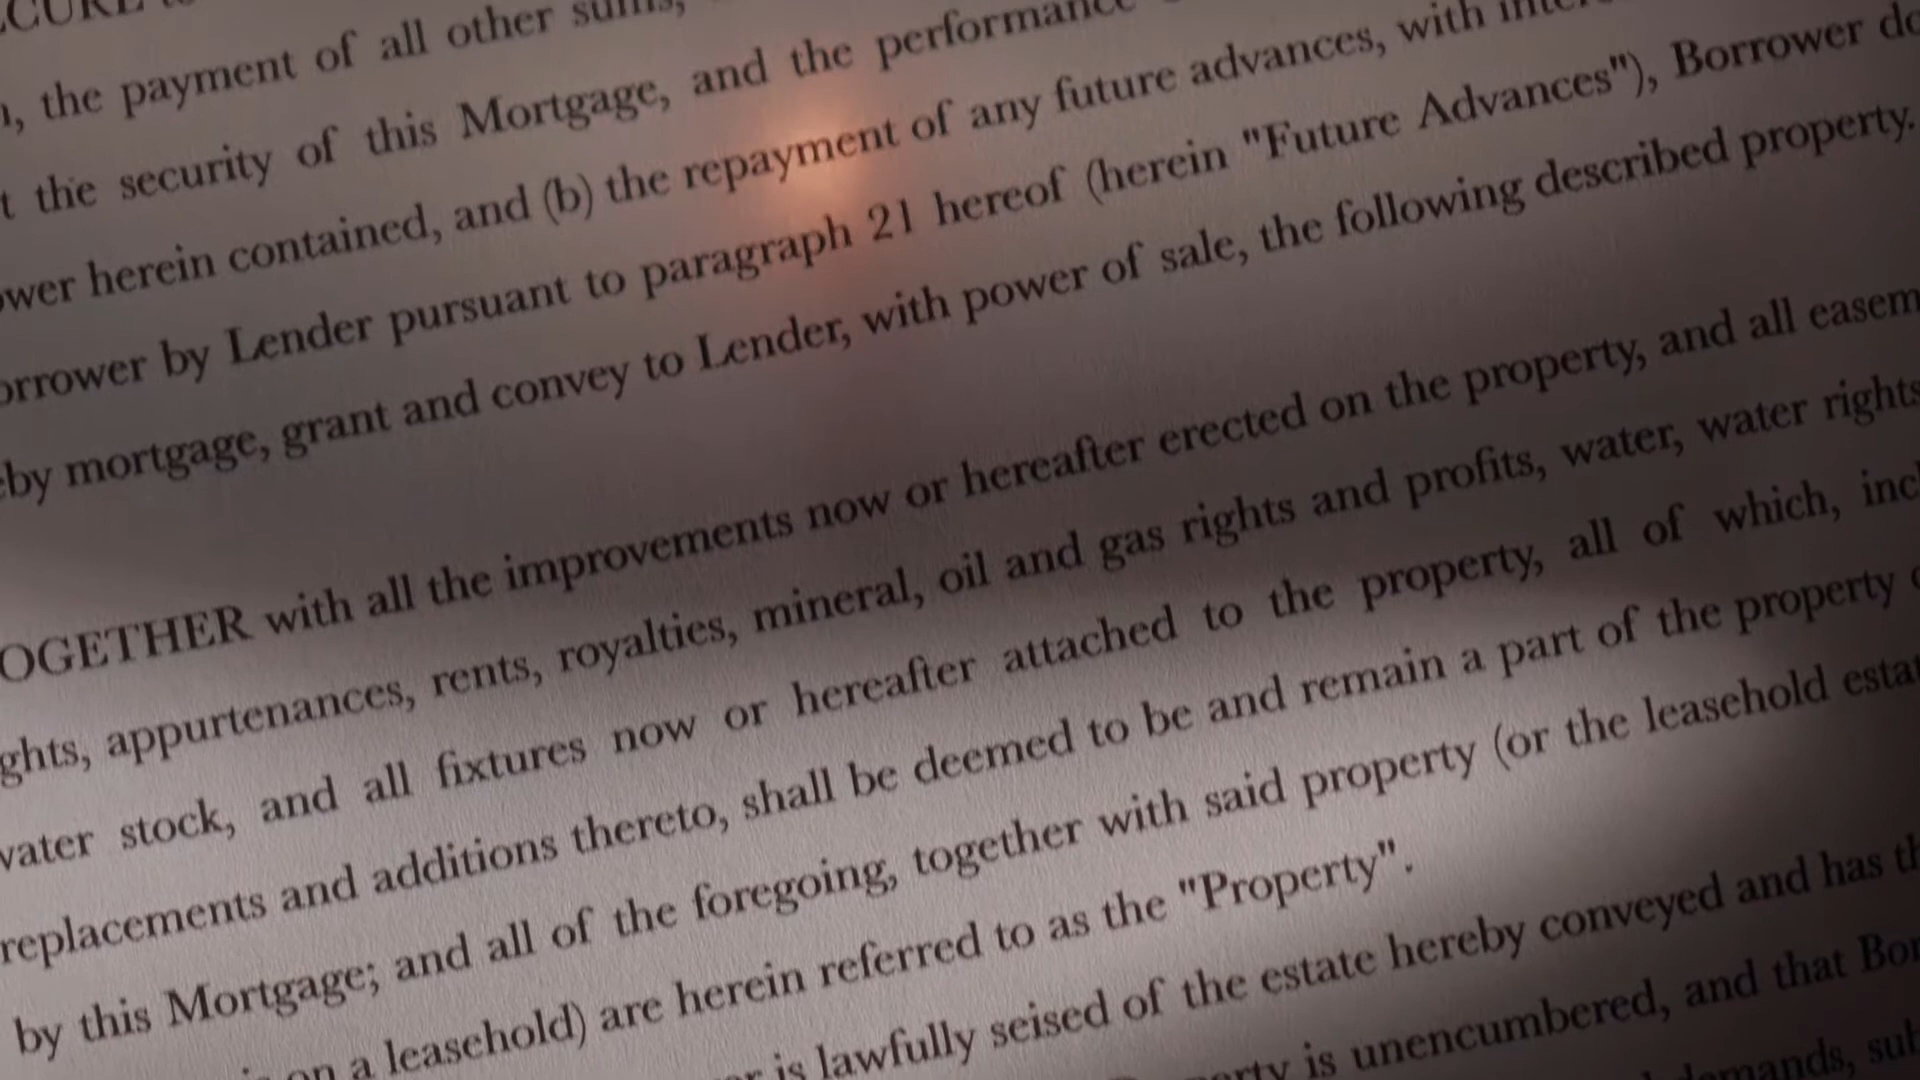 the payment of all other sums,
the security of this Mortgage, and the performance
herein contained, and (b) the repayment of any future advances, with
by Lender pursuant to paragraph 21 hereof (herein "Future Advances"), Borrower
mortgage, grant and convey to Lender, with power of sale, the following described property.
OGETHER with all the improvements now or hereafter erected on the property, and all easem
ghts, appurtenances, rents, royalties, mineral, oil and gas rights and profits, water, water rights
water stock, and all fixtures now or hereafter attached to the property, all of which, incl
replacements and additions thereto, shall be deemed to be and remain a part of the property
by this Mortgage; and all of the foregoing, together with said property (or the leasehold estat
on a leasehold) are herein referred to as the "Property".
is lawfully seised of the estate hereby conveyed and has
is unencumbered, and that Bor